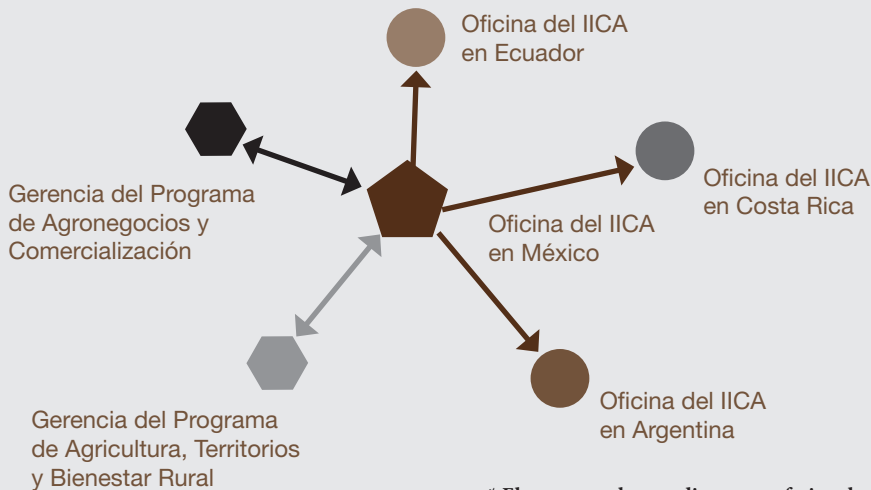 Oficina del IICA
en Ecuador
Gerencia del Programa
de Agronegocios y
Comercialización
Oficina del IICA
en Costa Rica
Oficina del IICA
en México
Oficina del IICA
en Argentina
Gerencia del Programa
de Agricultura, Territorios
y Bienestar Rural